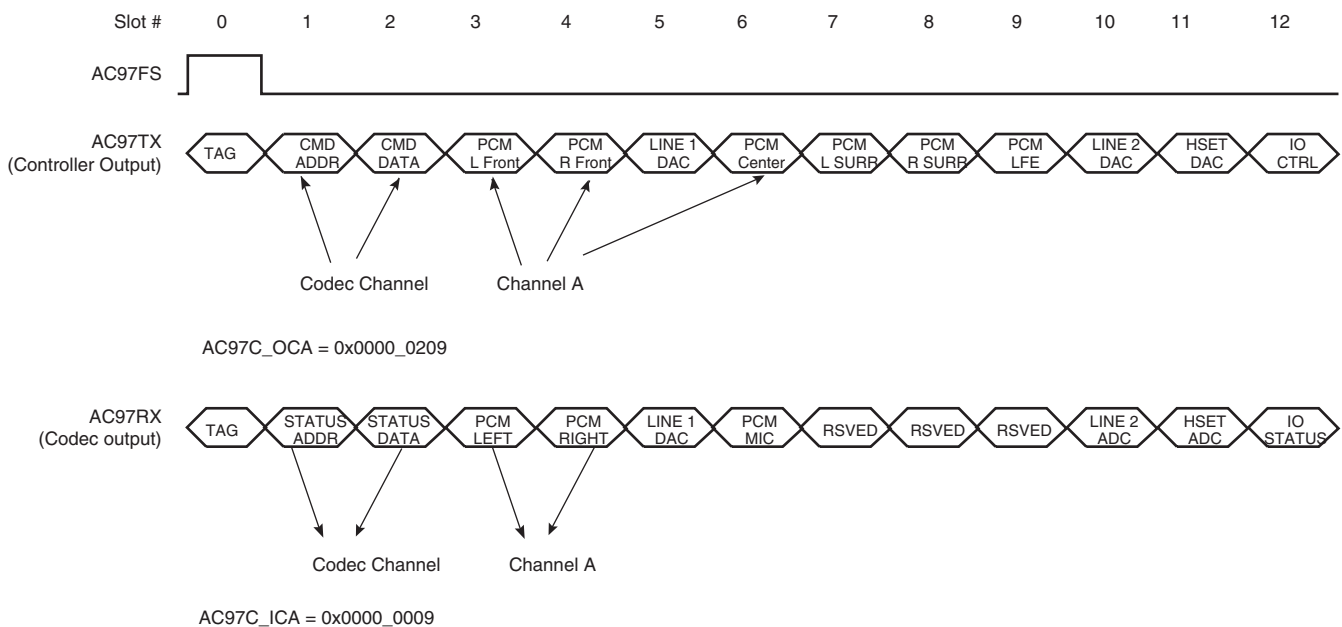 Slot # 0 1 2 3 4 5 6 7 8 9 10 11 12
AC97FS
AC97TX
(Controller Output)
TAG
CMD
ADDR
CMD
DATA
PCM
L Front
PCM
R Front
LINE 1
DAC
PCM
Center
PCM
L SURR
PCM
R SURR
PCM
LFE
LINE 2
DAC
HSET
DAC
IO
CTRL
Codec Channel
Channel A
AC97C_OCA = 0x0000_0209
AC97RX
(Codec output)
TAG
STATUS
ADDR
STATUS
DATA
PCM
LEFT
PCM
RIGHT
LINE 1
DAC
PCM
MIC
RSVED
RSVED
RSVED
LINE 2
ADC
HSET
ADC
IO
STATUS
Codec Channel
Channel A
AC97C_ICA = 0x0000_0009